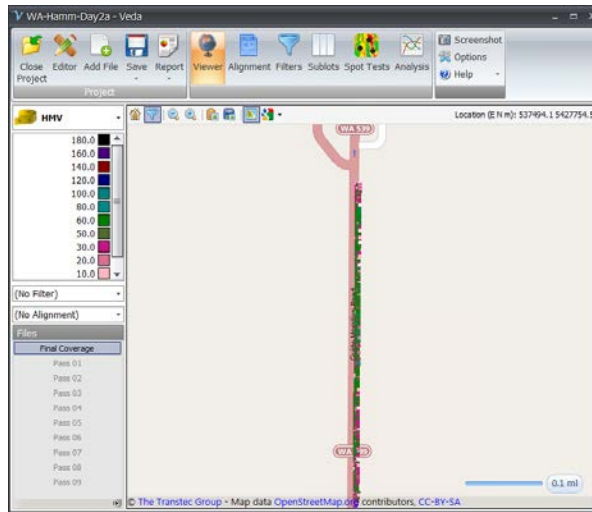 WA-Hamm-Day2a - Veda
Close Project Editor Add File Save Report Viewer Alignment Filters Sublots Spot Tests Analysis
Screenshot
Options
Help
Project
HMV
Location (E N m): 537494.1 5427754.5
WA 539
180.0
160.0
140.0
120.0
100.0
80.0
60.0
50.0
30.0
20.0
10.0
(No Filter)
(No Alignment)
Files
Final Coverage
Pass 01
Pass 02
Pass 03
Pass 04
Pass 05
Pass 06
Pass 07
Pass 08
Pass 09
0.1 mi
© The Transtec Group - Map data OpenStreetMap.org contributors, CC-BY-SA